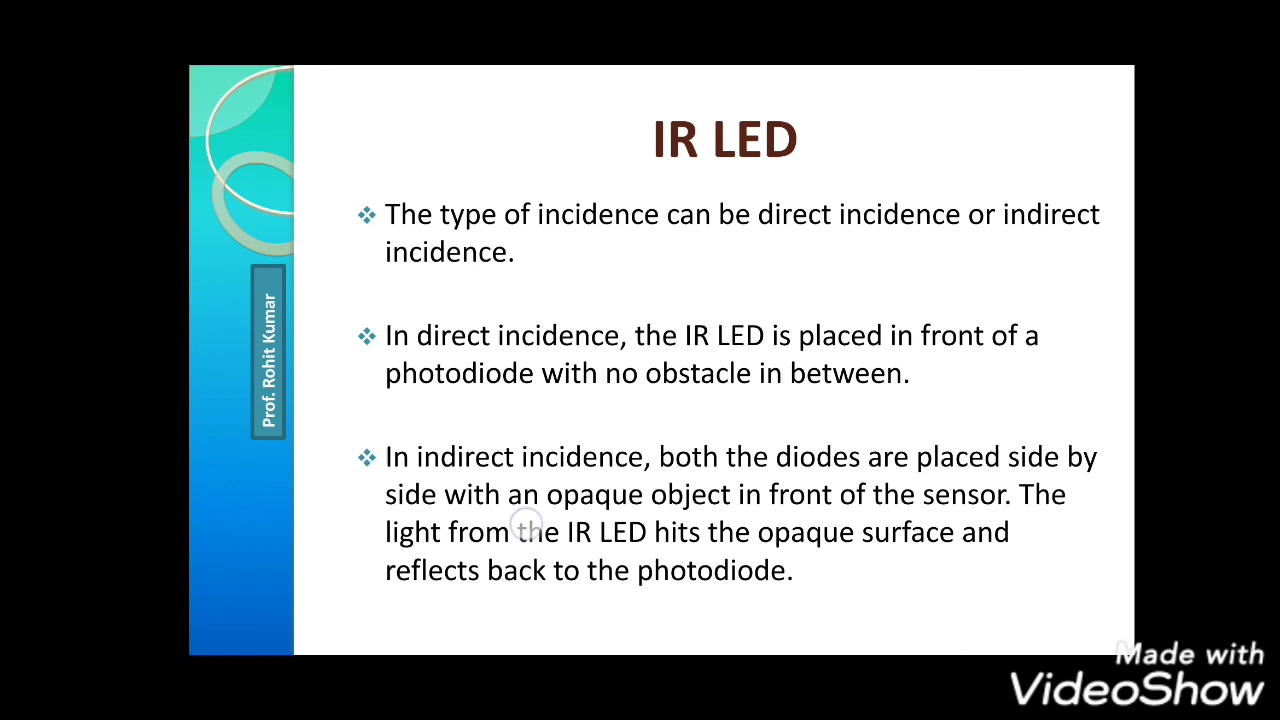 IR LED
The type of incidence can be direct incidence or indirect
incidence.
In direct incidence, the IR LED is placed in front of a
photodiode with no obstacle in between.
In indirect incidence, both the diodes are placed side by
side with an opaque object in front of the sensor. The
light from the IR LED hits the opaque surface and
reflects back to the photodiode.
Prof. Rohit Kumar
Made with
VideoShow